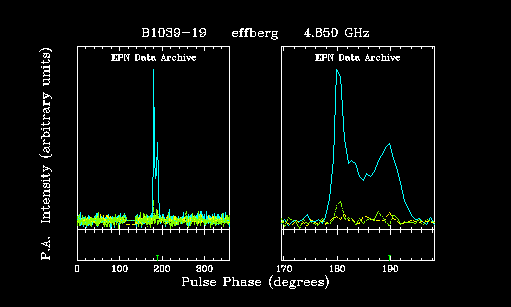 B1039-19 effberg 4.850 GHz
EPN Data Archive EPN Data Archive
P.A. Intensity (arbitrary units)
0 100 200 300 170 180 190
Pulse Phase (degrees)